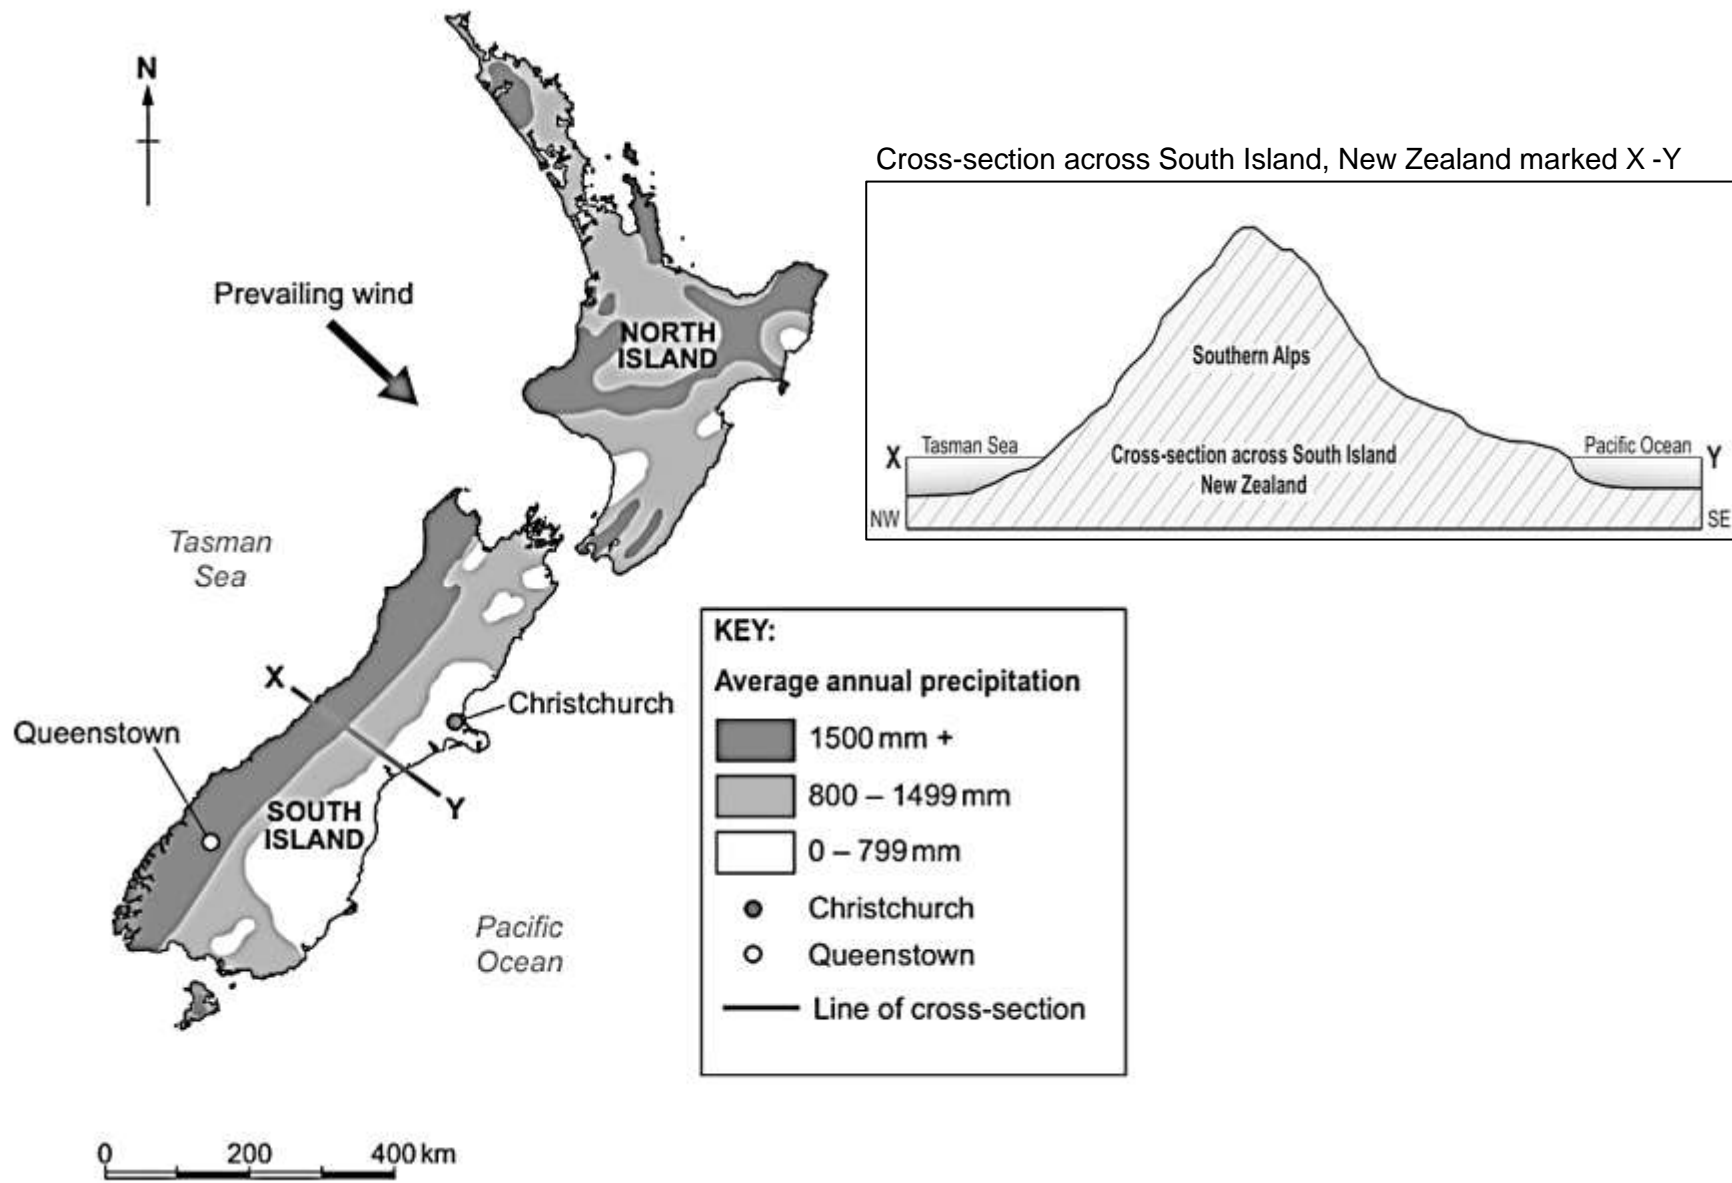 N
Prevailing wind
NORTH
ISLAND
Tasman
Sea
X
Queenstown
Christchurch
Y
SOUTH
ISLAND
Pacific
Ocean
0 200 400 km
Cross-section across South Island, New Zealand marked X -Y
Southern Alps
X Tasman Sea Pacific Ocean Y
Cross-section across South Island
New Zealand
NW SE
KEY:
Average annual precipitation
1500 mm +
800 – 1499 mm
0 – 799 mm
Christchurch
Queenstown
Line of cross-section